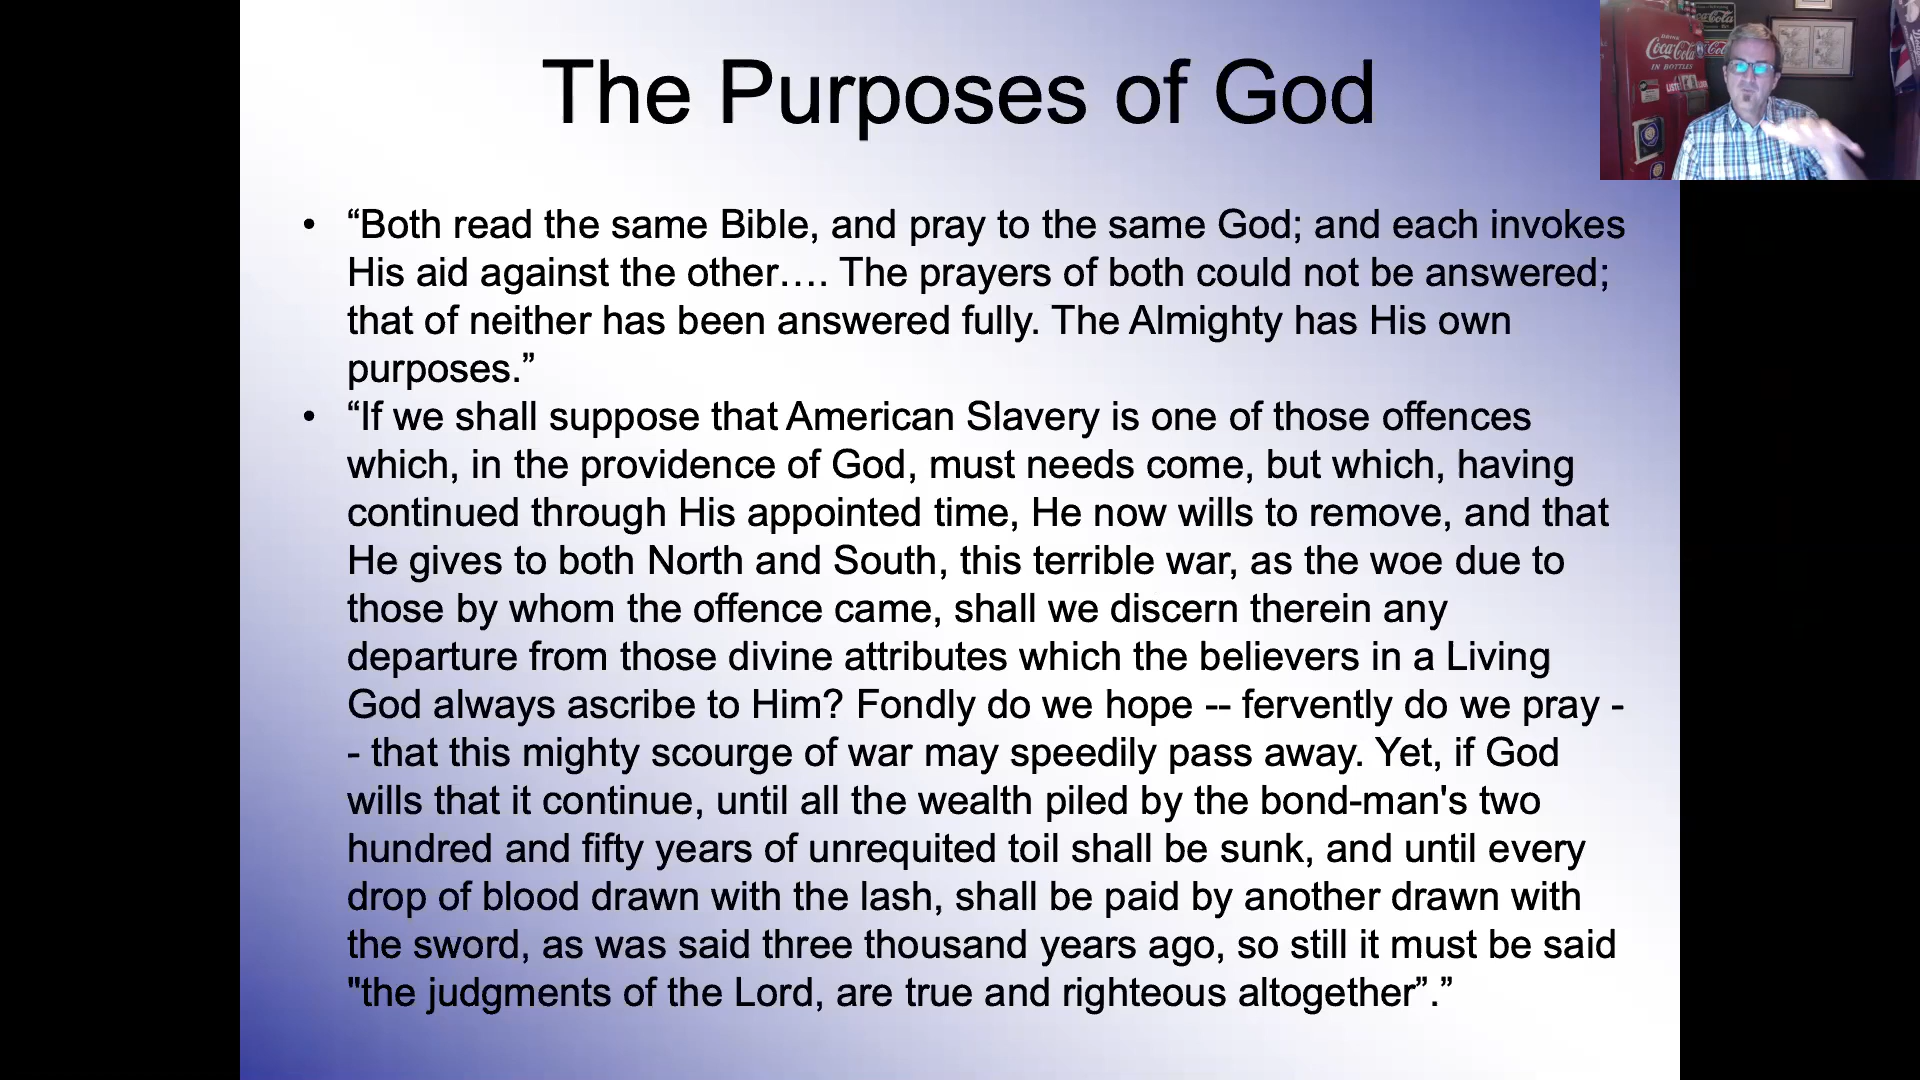 The Purposes of God
• “Both read the same Bible, and pray to the same God; and each invokes
His aid against the other…. The prayers of both could not be answered;
that of neither has been answered fully. The Almighty has His own
purposes.”
• “If we shall suppose that American Slavery is one of those offences
which, in the providence of God, must needs come, but which, having
continued through His appointed time, He now wills to remove, and that
He gives to both North and South, this terrible war, as the woe due to
those by whom the offence came, shall we discern therein any
departure from those divine attributes which the believers in a Living
God always ascribe to Him? Fondly do we hope -- fervently do we pray -
- that this mighty scourge of war may speedily pass away. Yet, if God
wills that it continue, until all the wealth piled by the bond-man's two
hundred and fifty years of unrequited toil shall be sunk, and until every
drop of blood drawn with the lash, shall be paid by another drawn with
the sword, as was said three thousand years ago, so still it must be said
"the judgments of the Lord, are true and righteous altogether”.”
Coca-Cola
DRINK
Coca-Cola
IN BOTTLES